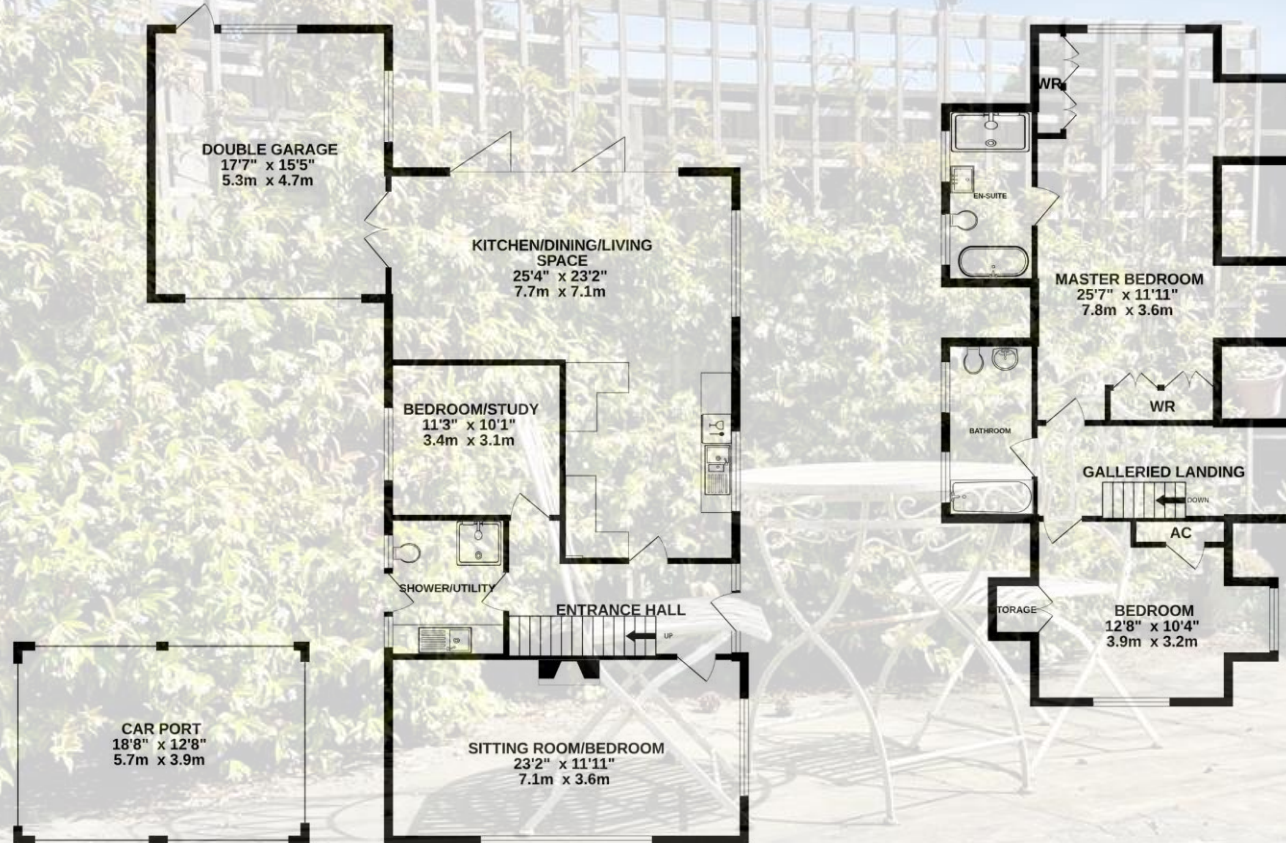 DOUBLE GARAGE
17'7" x 15'5"
5.3m x 4.7m
KITCHEN/DINING/LIVING
SPACE
25'4" x 23'2"
7.7m x 7.1m
BEDROOM/STUDY
11'3" x 10'1"
3.4m x 3.1m
SHOWER/UTILITY
ENTRANCE HALL
UP
CAR PORT
18'8" x 12'8"
5.7m x 3.9m
SITTING ROOM/BEDROOM
23'2" x 11'11"
7.1m x 3.6m
WR
EN-SUITE
MASTER BEDROOM
25'7" x 11'11"
7.8m x 3.6m
WR
BATHROOM
GALLERIED LANDING
DOWN
AC
TORAGE
BEDROOM
12'8" x 10'4"
3.9m x 3.2m